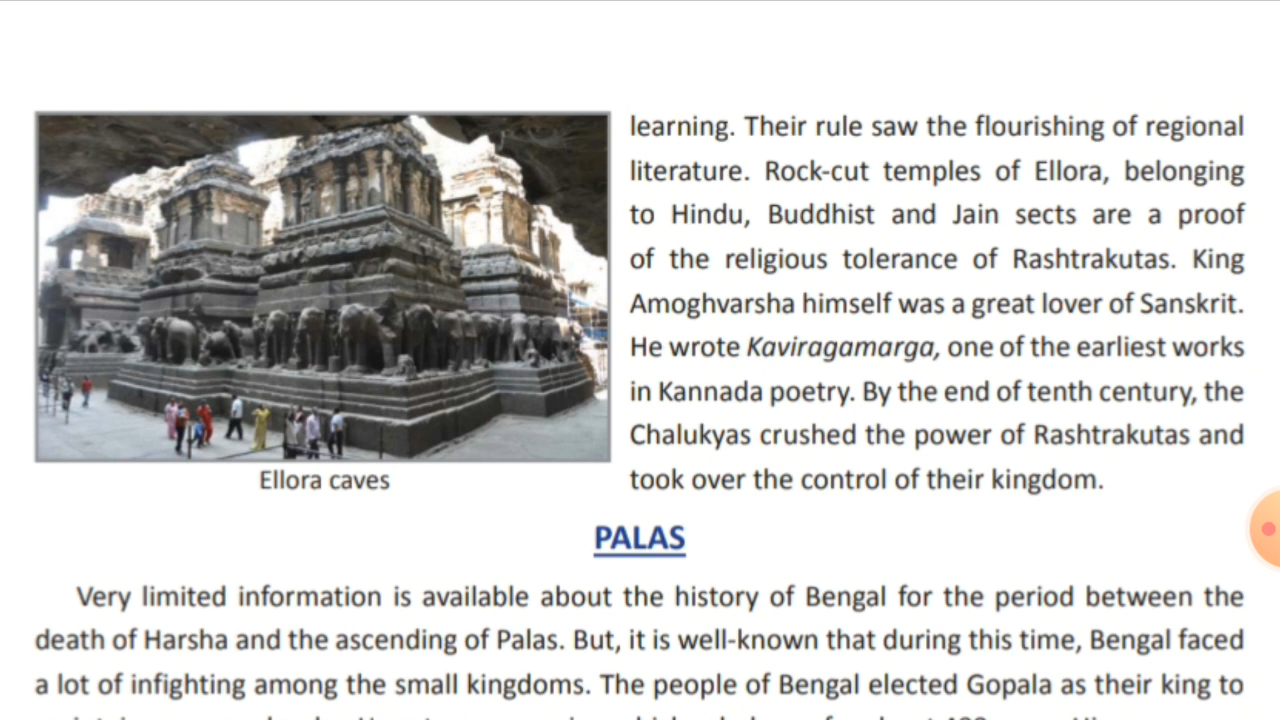 learning. Their rule saw the flourishing of regional
literature. Rock-cut temples of Ellora, belonging
to Hindu, Buddhist and Jain sects are a proof
of the religious tolerance of Rashtrakutas. King
Amoghvarsha himself was a great lover of Sanskrit.
He wrote Kaviragamarga, one of the earliest works
in Kannada poetry. By the end of tenth century, the
Chalukyas crushed the power of Rashtrakutas and
took over the control of their kingdom.
Ellora caves
PALAS
Very limited information is available about the history of Bengal for the period between the
death of Harsha and the ascending of Palas. But, it is well-known that during this time, Bengal faced
a lot of infighting among the small kingdoms. The people of Bengal elected Gopala as their king to